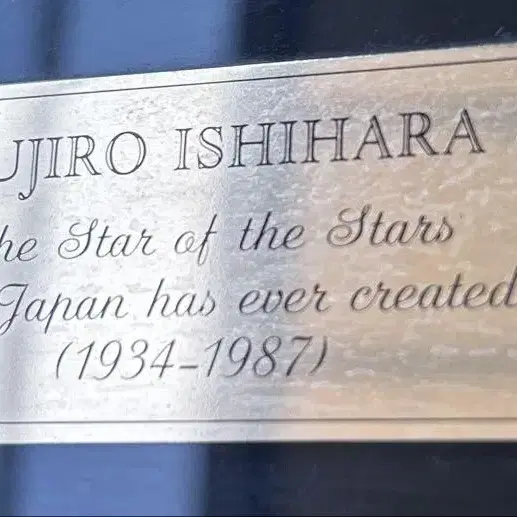 UJIRO ISHIHARA
he Star of the Stars
Japan has ever created
(1934-1987)